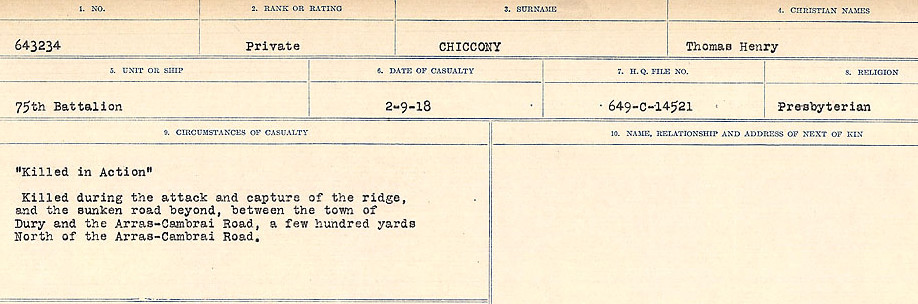 1. NO. 2. RANK OR RATING 3. SURNAME 4. CHRISTIAN NAMES
643234 Private CHICCONY Thomas Henry
5. UNIT OR SHIP 6. DATE OF CASUALTY 7. H. Q. FILE NO. 8. RELIGION
75th Battalion 2-9-18 649-C-14521 Presbyterian
9. CIRCUMSTANCES OF CASUALTY 10. NAME, RELATIONSHIP AND ADDRESS OF NEXT OF KIN
"Killed in Action"
Killed during the attack and capture of the ridge,
and the sunken road beyond, between the town of
Dury and the Arras-Cambrai Road, a few hundred yards
North of the Arras-Cambrai Road.